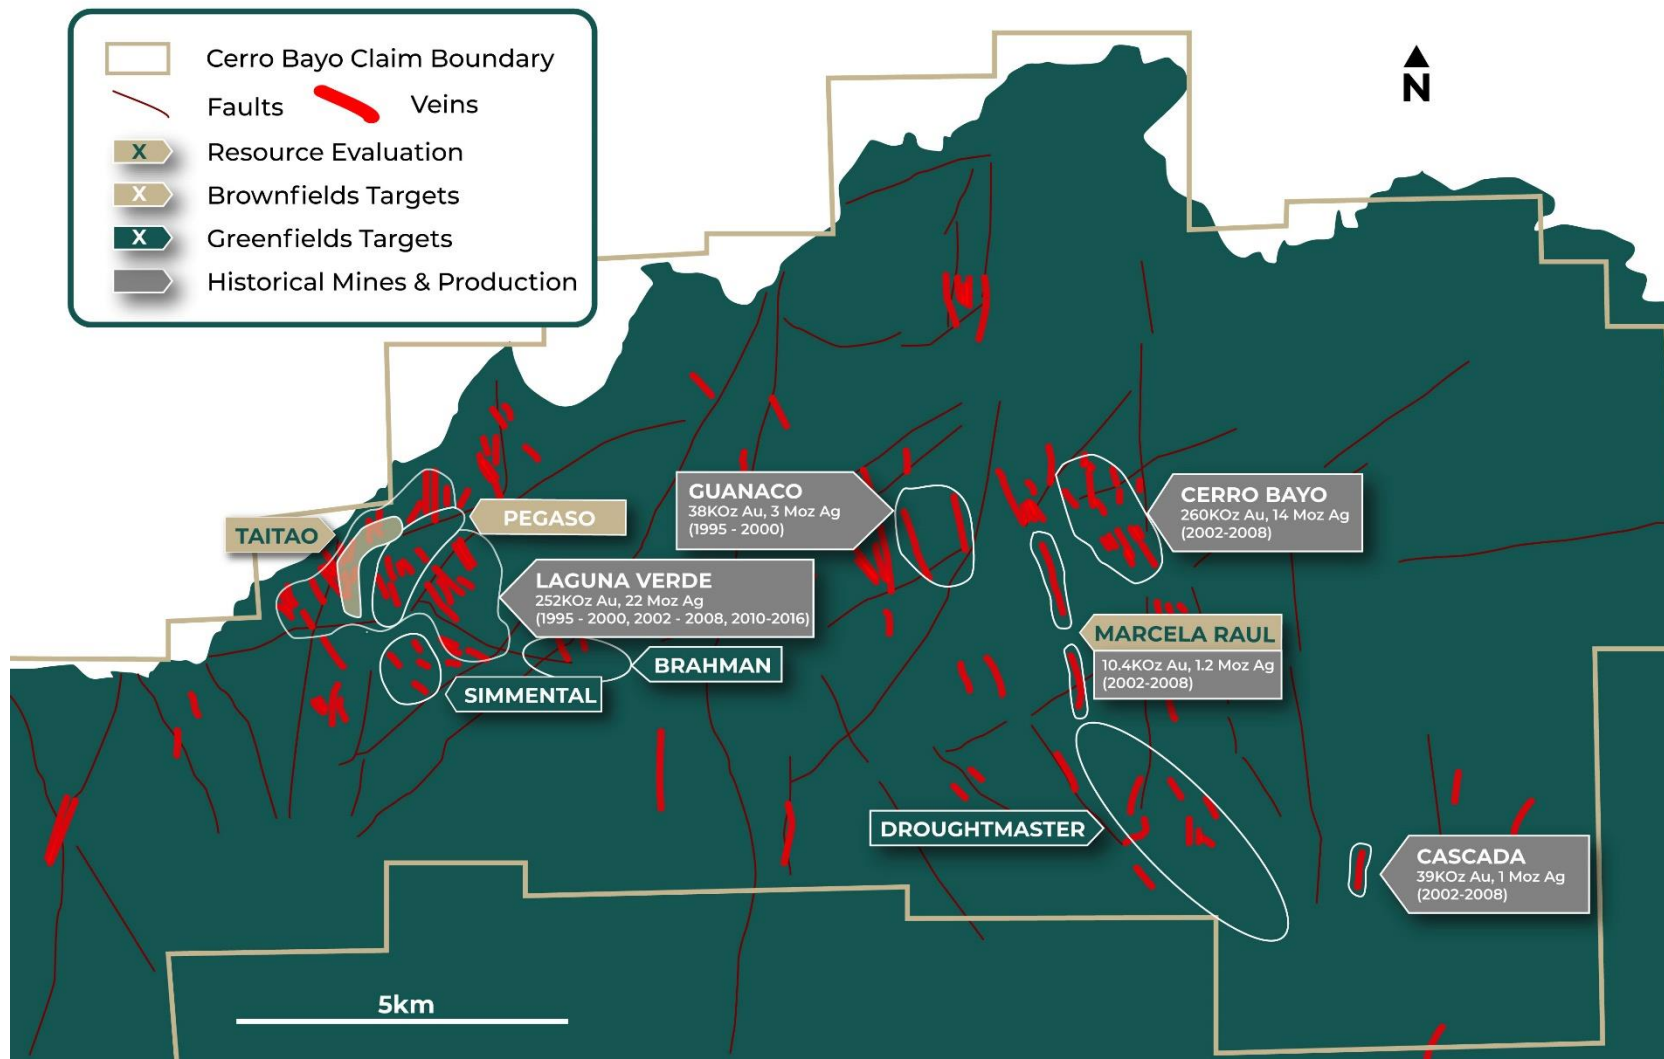 Cerro Bayo Claim Boundary
Faults Veins
X Resource Evaluation
X Brownfields Targets
X Greenfields Targets
Historical Mines & Production
N
TAITAO
PEGASO
LAGUNA VERDE
252KOz Au, 22 Moz Ag
(1995 - 2000, 2002 - 2008, 2010-2016)
GUANACO
38KOz Au, 3 Moz Ag
(1995 - 2000)
CERRO BAYO
260KOz Au, 14 Moz Ag
(2002-2008)
MARCELA RAUL
10.4KOz Au, 1.2 Moz Ag
(2002-2008)
BRAHMAN
SIMMENTAL
DROUGHTMASTER
CASCADA
39KOz Au, 1 Moz Ag
(2002-2008)
5km